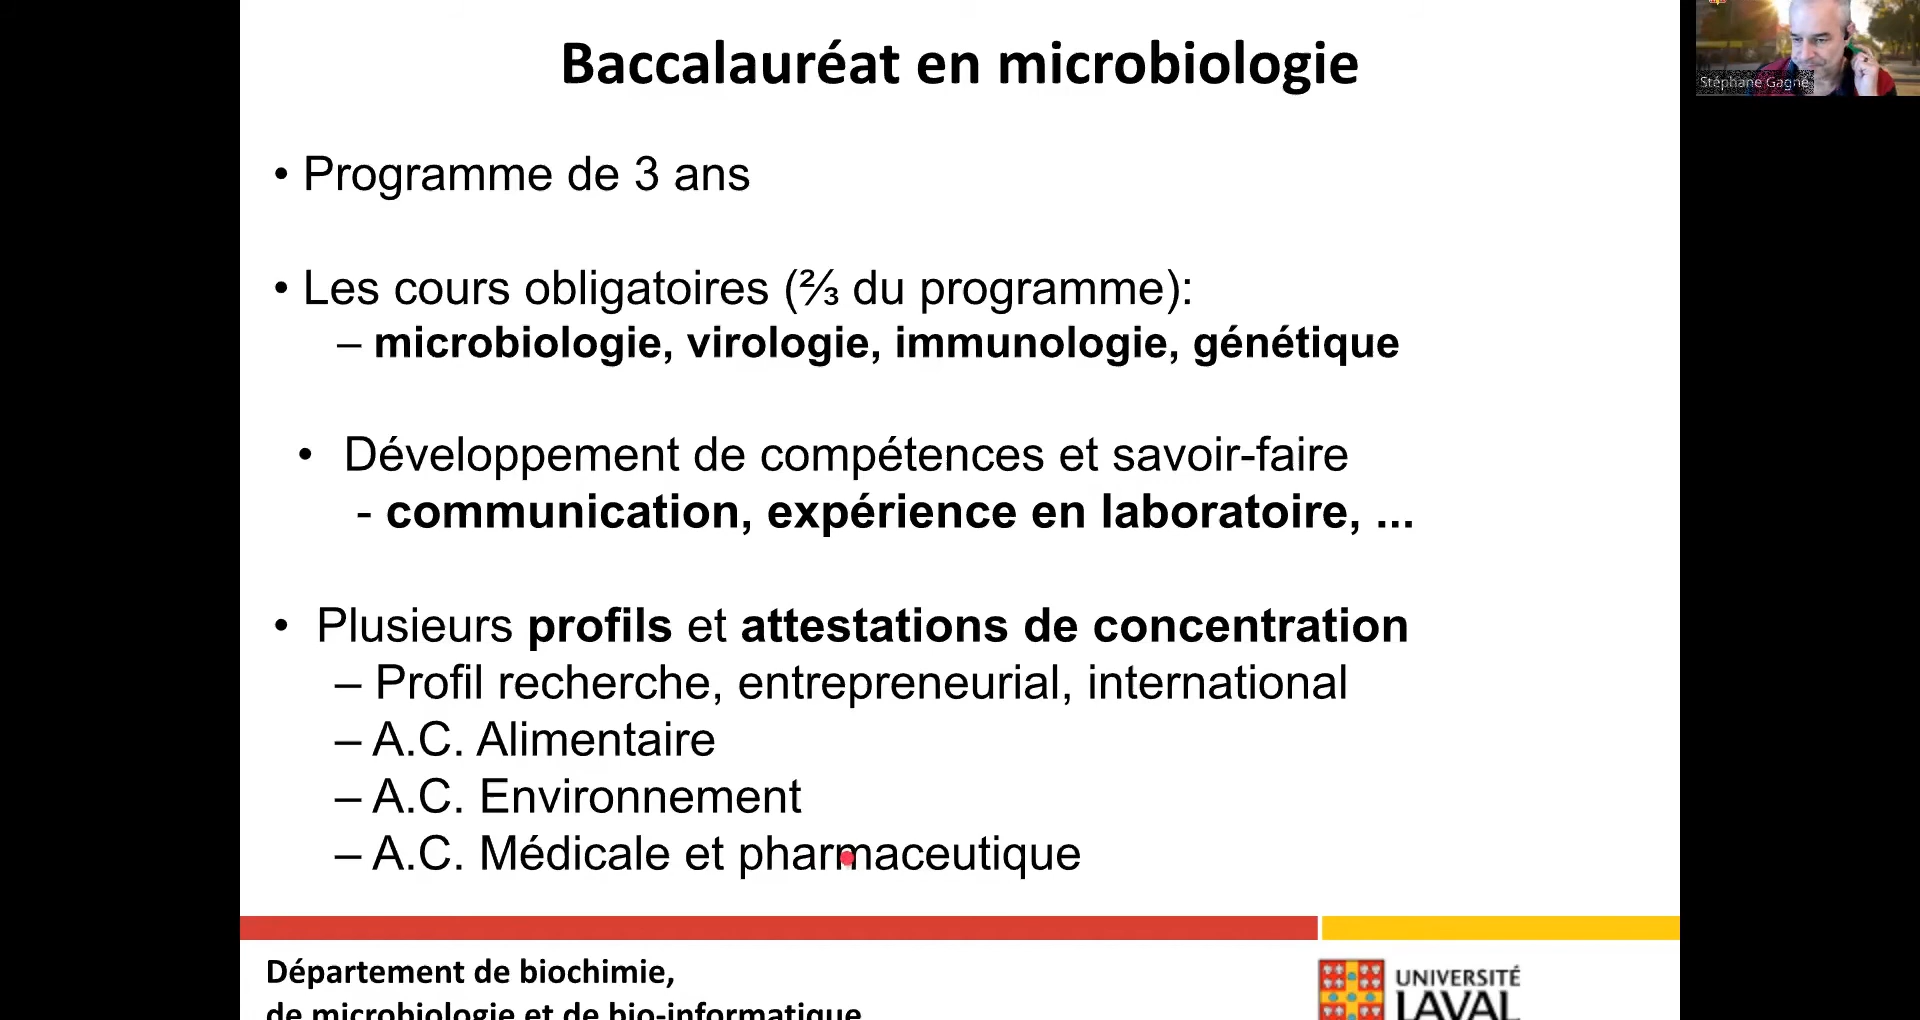 Baccalauréat en microbiologie
Stéphane Gagné
• Programme de 3 ans
• Les cours obligatoires (⅔ du programme):
– microbiologie, virologie, immunologie, génétique
• Développement de compétences et savoir-faire
- communication, expérience en laboratoire, ...
• Plusieurs profils et attestations de concentration
– Profil recherche, entrepreneurial, international
– A.C. Alimentaire
– A.C. Environnement
– A.C. Médicale et pharmaceutique
Département de biochimie,
de microbiologie et de bio-informatique
UNIVERSITÉ
LAVAL